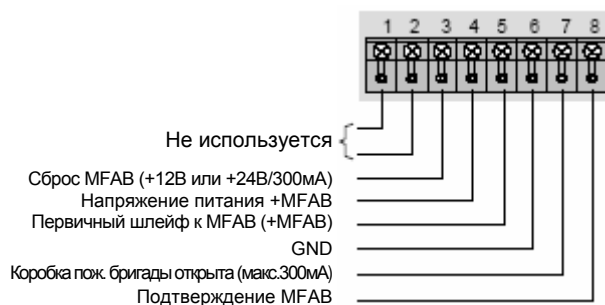 1 2 3 4 5 6 7 8
Не используется
Сброс MFAB (+12В или +24В/300мА)
Напряжение питания +MFAB
Первичный шлейф к MFAB (+MFAB)
GND
Коробка пож. бригады открыта (макс.300мА)
Подтверждение MFAB